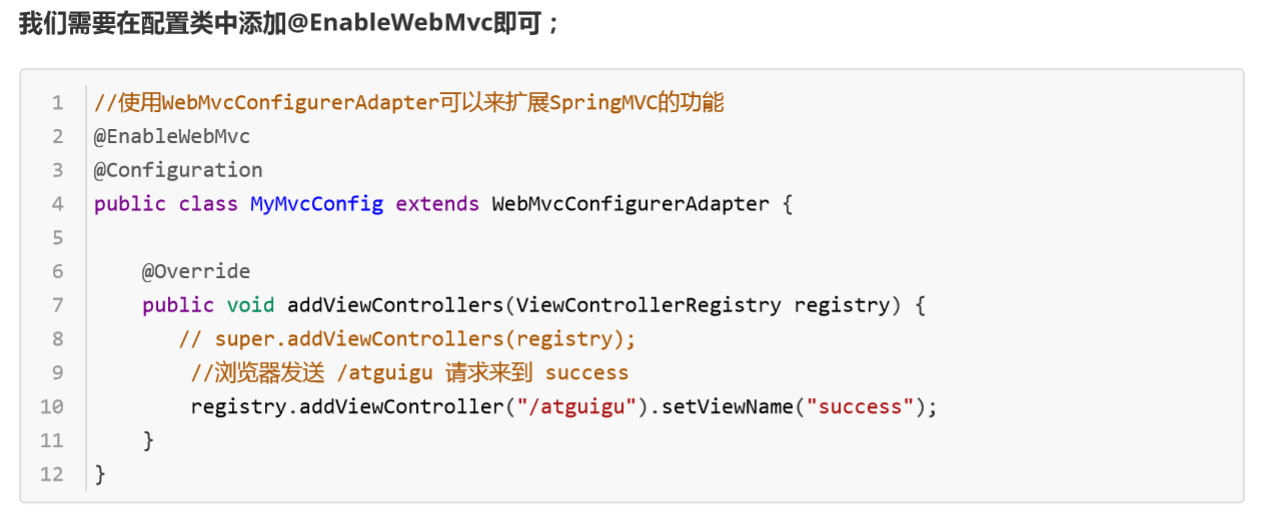 我们需要在配置类中添加@EnableWebMvc即可；
1 //使用WebMvcConfigurerAdapter可以来扩展SpringMVC的功能
2 @EnableWebMvc
3 @Configuration
4 public class MyMvcConfig extends WebMvcConfigurerAdapter {
5
6     @Override
7     public void addViewControllers(ViewControllerRegistry registry) {
8        // super.addViewControllers(registry);
9         //浏览器发送 /atguigu 请求来到 success
10         registry.addViewController("/atguigu").setViewName("success");
11     }
12 }